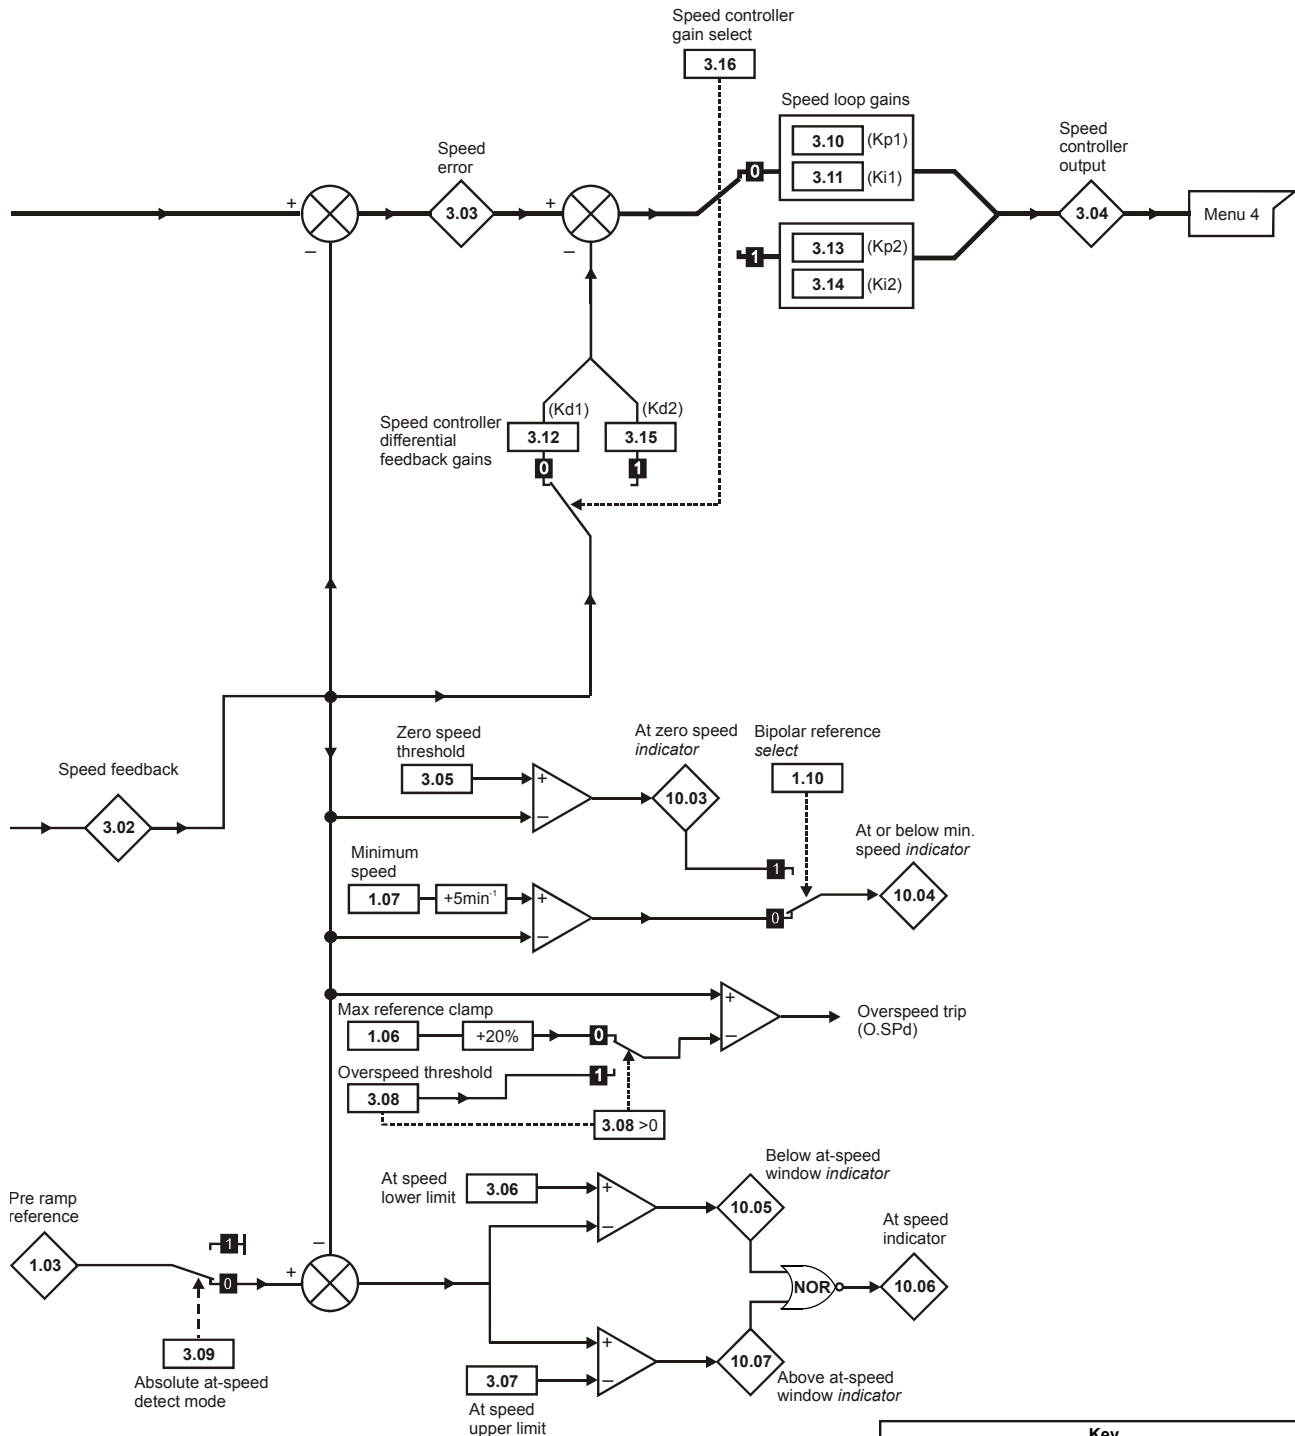 Speed controller
gain select
3.16
Speed loop gains
3.10 (Kp1)
3.11 (Ki1)
Speed
error
3.03
+
−
+
−
0
1
3.13 (Kp2)
3.14 (Ki2)
Speed
controller
output
3.04
Menu 4
(Kd1)
(Kd2)
Speed controller
differential
feedback gains
3.12
3.15
0
1
Speed feedback
3.02
Zero speed
threshold
3.05
+
−
At zero speed
indicator
10.03
Bipolar reference
select
1.10
Minimum
speed
1.07
+5min⁻¹
+
−
1
0
At or below min.
speed indicator
10.04
Max reference clamp
1.06
+20%
0
Overspeed threshold
3.08
1
3.08 >0
+
−
Overspeed trip
(O.SPd)
Pre ramp
reference
1.03
1
0
+
−
3.09
Absolute at-speed
detect mode
At speed
lower limit
3.06
+
−
Below at-speed
window indicator
10.05
NOR
At speed
indicator
10.06
+
−
3.07
At speed
upper limit
10.07
Above at-speed
window indicator
Key